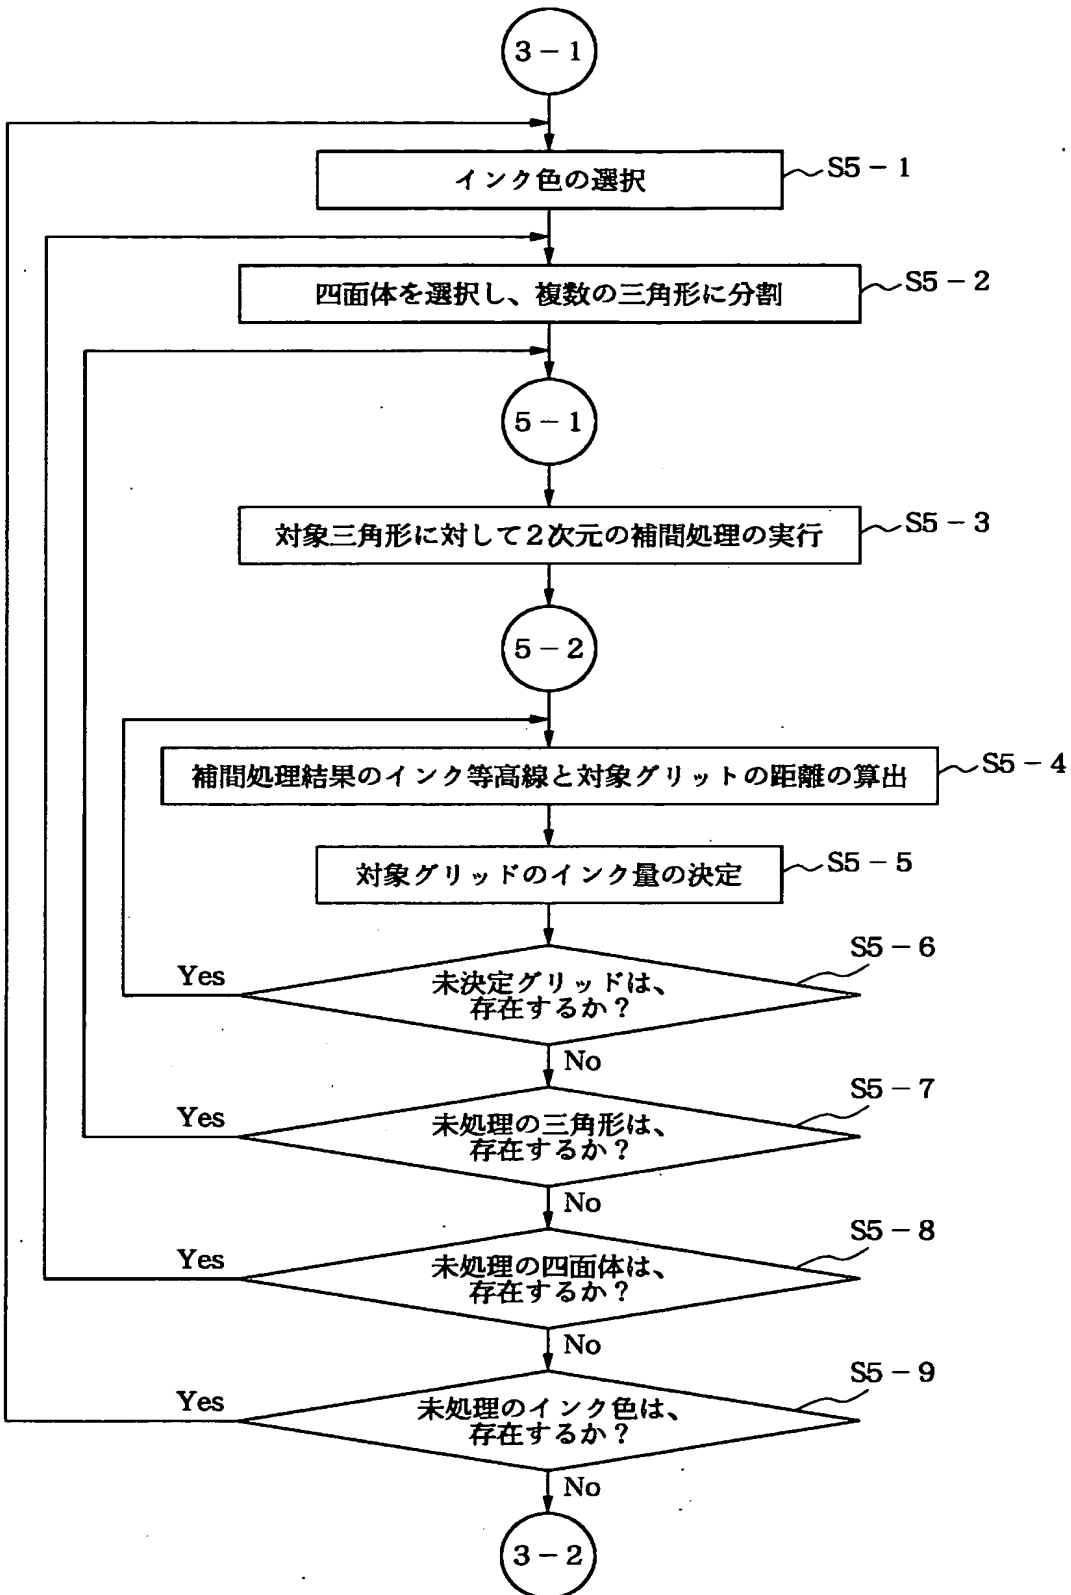 3－1
インク色の選択
S5－1
四面体を選択し、複数の三角形に分割
S5－2
5－1
対象三角形に対して2次元の補間処理の実行
S5－3
5－2
補間処理結果のインク等高線と対象グリットの距離の算出
S5－4
対象グリッドのインク量の決定
S5－5
S5－6
Yes
未決定グリッドは、
存在するか？
No
S5－7
Yes
未処理の三角形は、
存在するか？
No
S5－8
Yes
未処理の四面体は、
存在するか？
No
S5－9
Yes
未処理のインク色は、
存在するか？
No
3－2